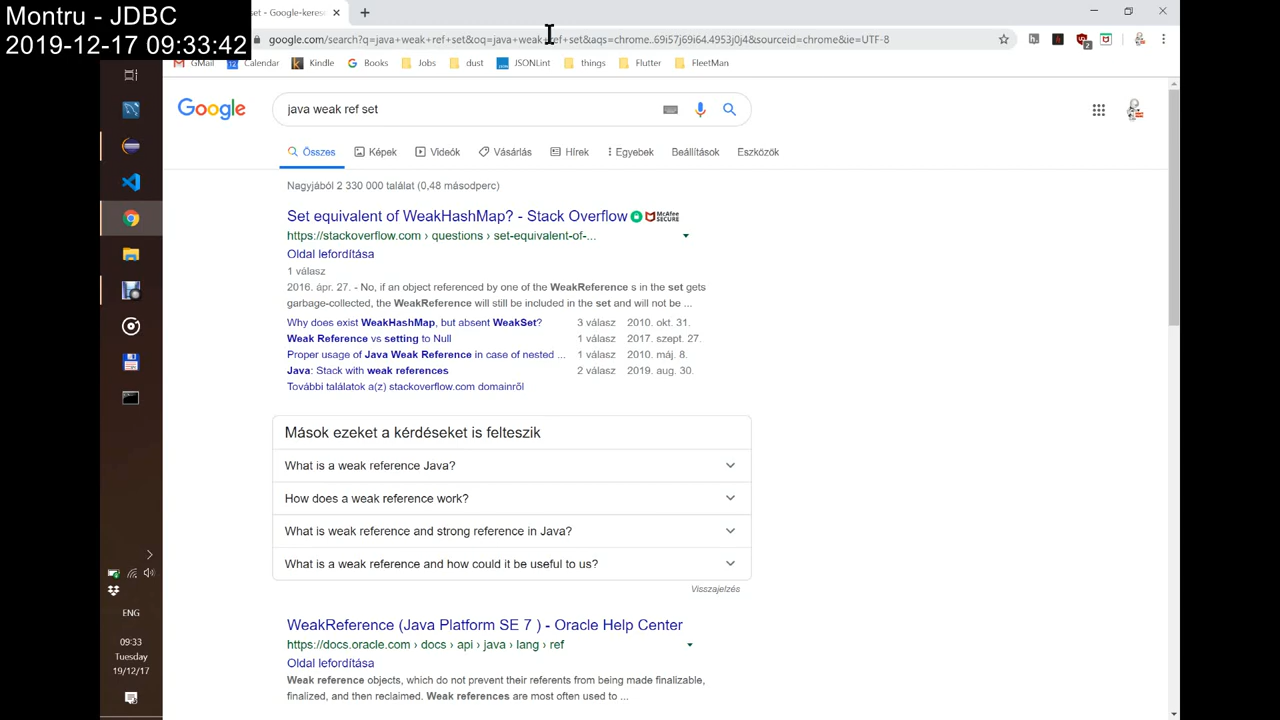 Montru - JDBC
2019-12-17 09:33:42
set - Google-keres
google.com/search?q=java+weak+ref+set&oq=java+weak+ref+set&aqs=chrome..69i57j69i64.4953j0j4&sourceid=chrome&ie=UTF-8
GMail
Calendar
Kindle
Books
Jobs
dust
JSONLint
things
Flutter
FleetMan
Google
java weak ref set
Összes
Képek
Videók
Vásárlás
Hírek
Egyebek
Beállítások
Eszközök
Nagyjából 2 330 000 találat (0,48 másodperc)
Set equivalent of WeakHashMap? - Stack Overflow McAfee SECURE
https://stackoverflow.com › questions › set-equivalent-of-...
Oldal lefordítása
1 válasz
2016. ápr. 27. - No, if an object referenced by one of the WeakReference s in the set gets
garbage-collected, the WeakReference will still be included in the set and will not be ...
Why does exist WeakHashMap, but absent WeakSet? 3 válasz 2010. okt. 31.
Weak Reference vs setting to Null 1 válasz 2017. szept. 27.
Proper usage of Java Weak Reference in case of nested ... 1 válasz 2010. máj. 8.
Java: Stack with weak references 2 válasz 2019. aug. 30.
További találatok a(z) stackoverflow.com domainről
Mások ezeket a kérdéseket is felteszik
What is a weak reference Java?
How does a weak reference work?
What is weak reference and strong reference in Java?
What is a weak reference and how could it be useful to us?
Visszajelzés
WeakReference (Java Platform SE 7 ) - Oracle Help Center
https://docs.oracle.com › docs › api › java › lang › ref
Oldal lefordítása
Weak reference objects, which do not prevent their referents from being made finalizable,
finalized, and then reclaimed. Weak references are most often used to ...
ENG
09:33
Tuesday
19/12/17